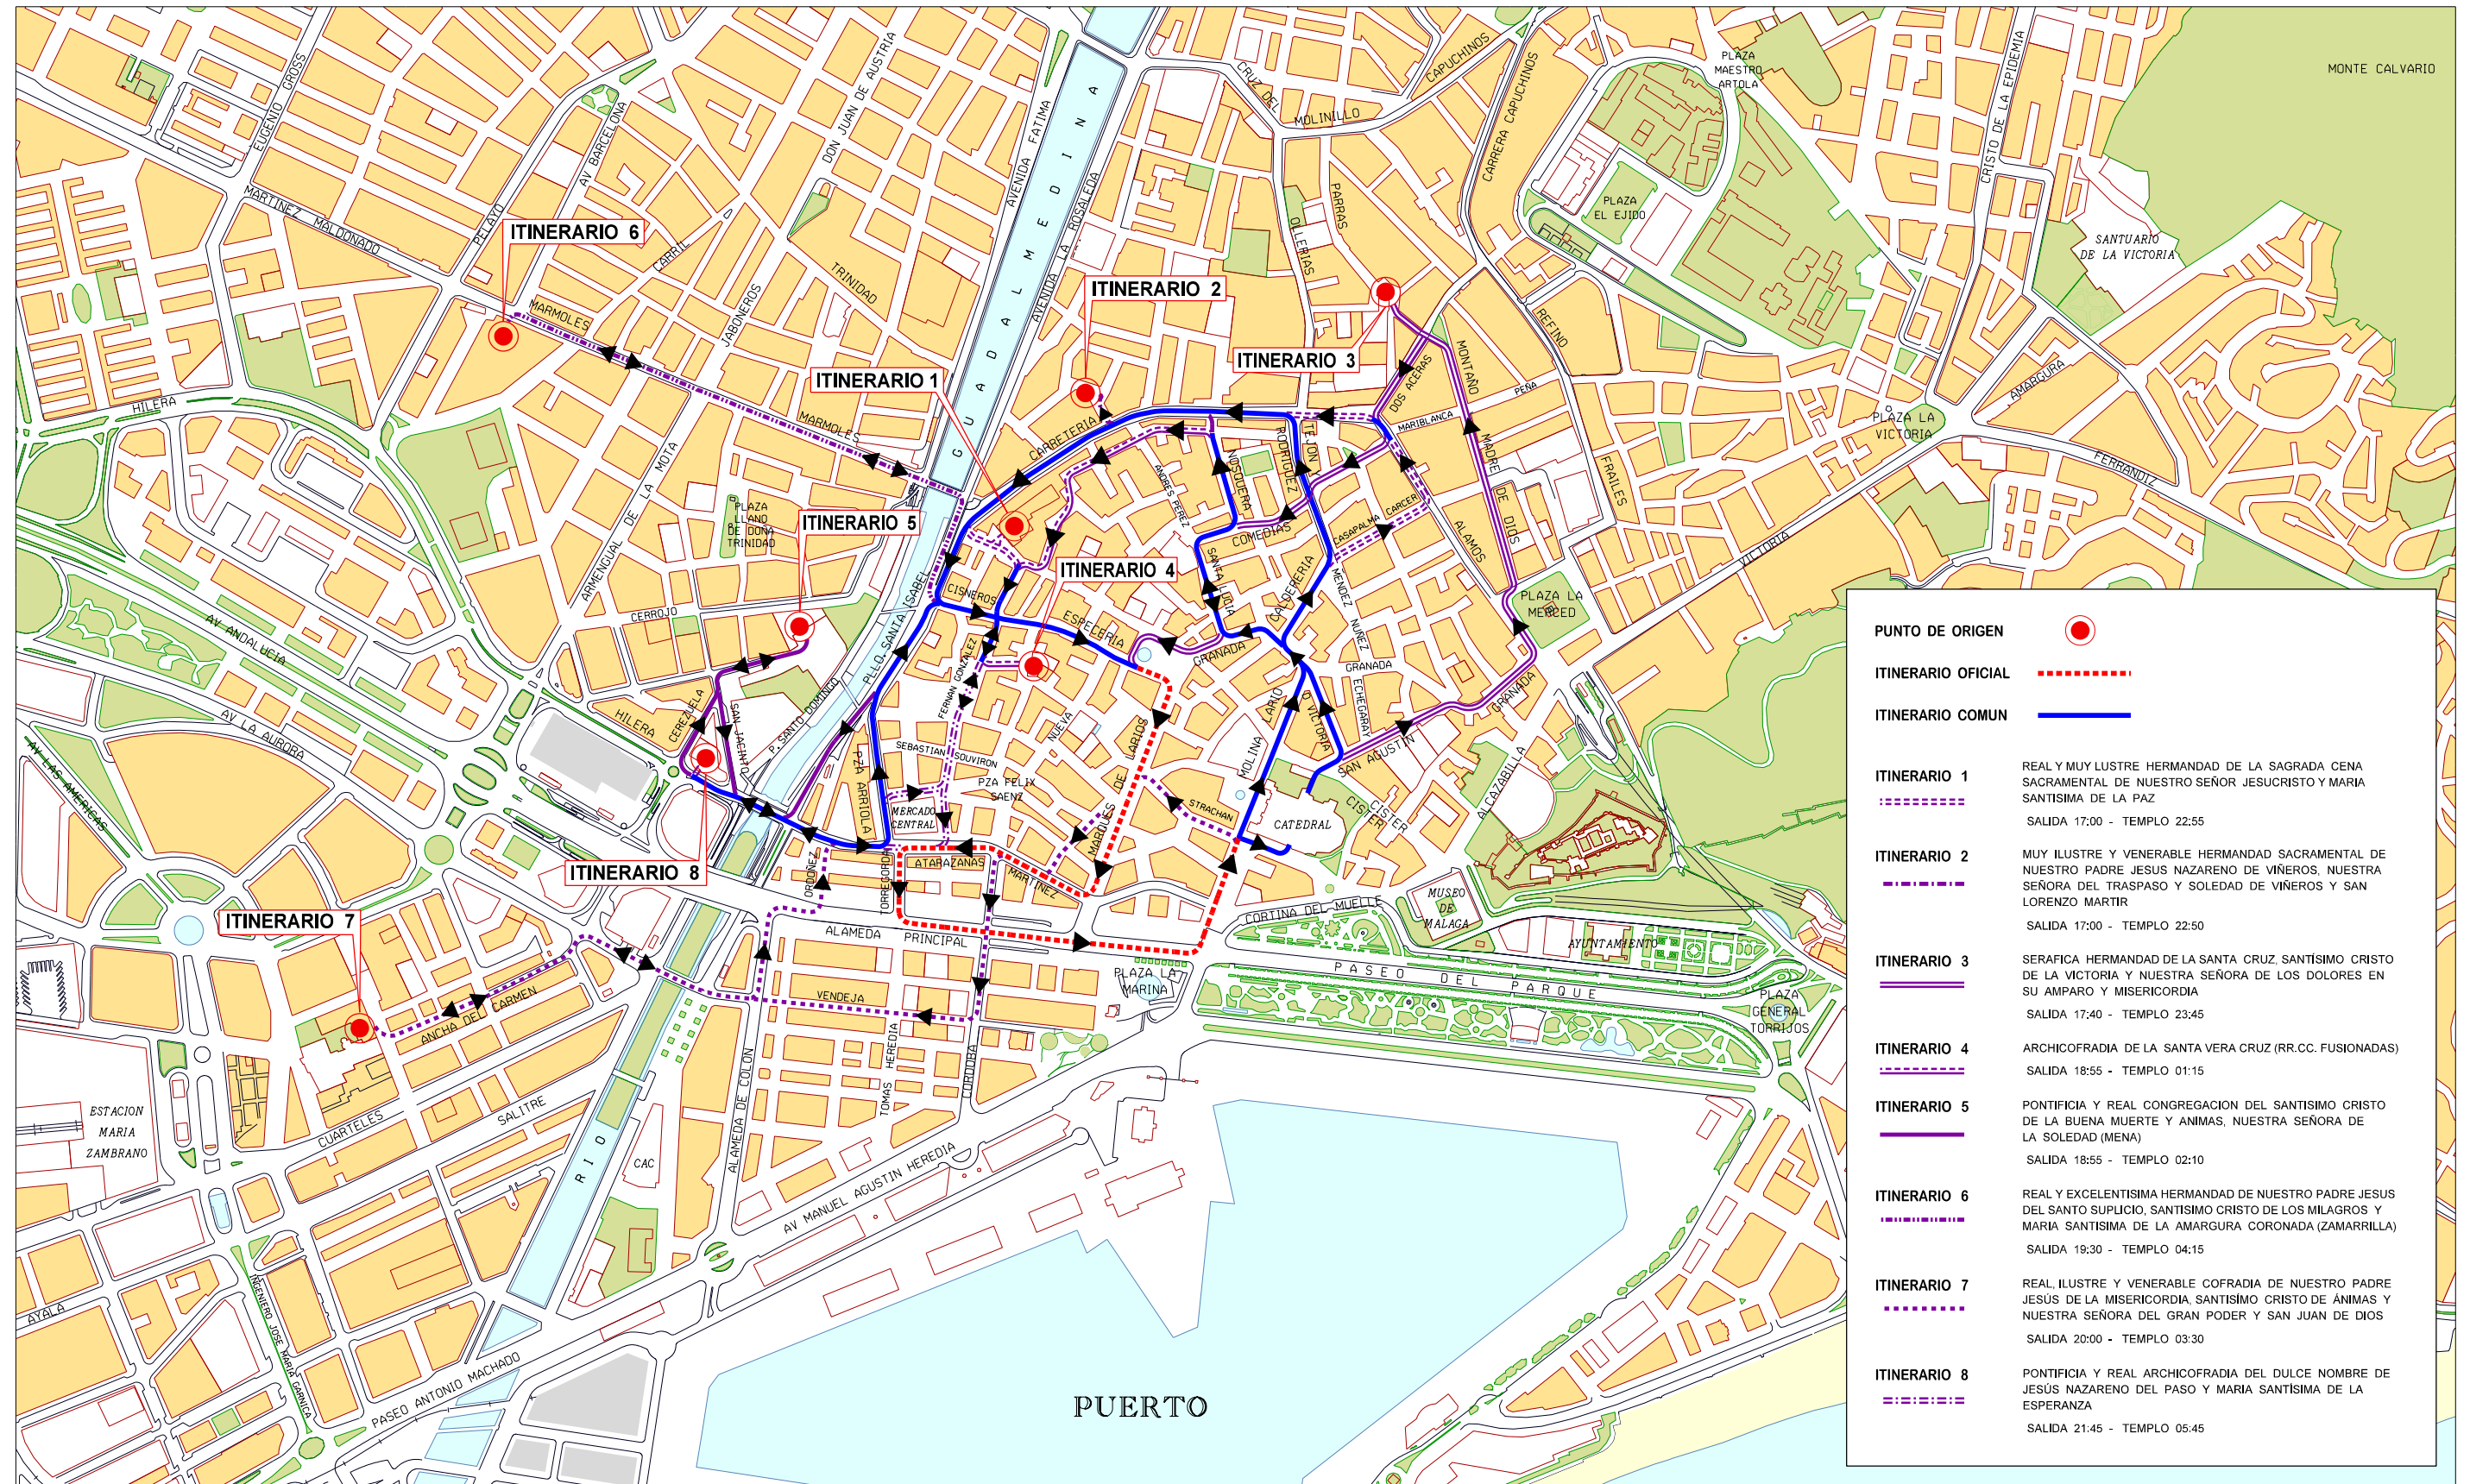 MONTE CALVARIO
PLAZA
MAESTRO
ARTOLA
CRISTO DE LA EPIDEMIA
CAPUCHINOS
CRUZ DEL
MOLINILLO
CARRERA CAPUCHINOS
EUGENIO GROSS
AV BARCELONA
DON JUAN DE AUSTRIA
AVENIDA FATIMA
GUADALMEDINA
AVENIDA LA ROSALEDA
PARRAS
OLLERIAS
PLAZA
EL EJIDO
SANTUARIO
DE LA VICTORIA
MARTINEZ MALDONADO
PELAYO
ITINERARIO 6
CARRIL
TRINIDAD
JABONEROS
MARMOLES
ITINERARIO 2
ITINERARIO 3
ITINERARIO 1
REFINO
MONTAÑO
DOS ACERAS
PEÑA
MARIBLANCA
AMARGURA
PLAZA LA
VICTORIA
FERRANDIZ
HILERA
MARMOLES
CARRETERIA
TEJON
RODRIGUEZ
NOSQUERA
ANDRES PEREZ
MADRE DE DIOS
FRAILES
ARMENGUAL DE LA MOTA
PLAZA
LLANO
DE DOÑA
TRINIDAD
ITINERARIO 5
CASAPALMA CARCER
ALAMOS
COMEDIAS
VICTORIA
ITINERARIO 4
SANTA LUCIA
CALDERERIA
MENDEZ NUÑEZ
PLAZA LA
MERCED
CERROJO
PLLO. SANTA ISABEL
CISNEROS
ESPECERIA
GRANADA
GRANADA
ECHEGARAY
GRANADA
AV ANDALUCIA
AV LA AURORA
AV LAS AMERICAS
HILERA
CEREZUELA
SAN JACINTO
P. SANTO DOMINGO
FERNAN GONZALEZ
NUEVA
SEBASTIAN SOUVIRON
PZA ARRIOLA
PZA FELIX
SAENZ
MERCADO
CENTRAL
MARQUES DE LARIOS
MOLINA LARIO
D VICTORIA
SAN AGUSTIN
STRACHAN
CATEDRAL
CISTER
CISTER
ALCAZABILLA
ITINERARIO 8
ORDOÑEZ
TORREGORDA
ATARAZANAS
MARTINEZ
ITINERARIO 7
ALAMEDA PRINCIPAL
CORTINA DEL MUELLE
MUSEO
DE
MALAGA
AYUNTAMIENTO
PASEO DEL PARQUE
PLAZA LA
MARINA
PLAZA
GENERAL
TORRIJOS
VENDEJA
ANCHA DEL CARMEN
ALAMEDA DE COLON
TOMAS HEREDIA
CORDOBA
ESTACION
MARIA
ZAMBRANO
CUARTELES
SALITRE
RIO
CAC
AV MANUEL AGUSTIN HEREDIA
AYALA
INGENIERO JOSE MARIA GARNICA
PASEO ANTONIO MACHADO
PUERTO
PUNTO DE ORIGEN
ITINERARIO OFICIAL
ITINERARIO COMUN
ITINERARIO 1
REAL Y MUY LUSTRE HERMANDAD DE LA SAGRADA CENA
SACRAMENTAL DE NUESTRO SEÑOR JESUCRISTO Y MARIA
SANTISIMA DE LA PAZ
SALIDA 17:00 - TEMPLO 22:55
ITINERARIO 2
MUY ILUSTRE Y VENERABLE HERMANDAD SACRAMENTAL DE
NUESTRO PADRE JESUS NAZARENO DE VIÑEROS, NUESTRA
SEÑORA DEL TRASPASO Y SOLEDAD DE VIÑEROS Y SAN
LORENZO MARTIR
SALIDA 17:00 - TEMPLO 22:50
ITINERARIO 3
SERAFICA HERMANDAD DE LA SANTA CRUZ, SANTÍSIMO CRISTO
DE LA VICTORIA Y NUESTRA SEÑORA DE LOS DOLORES EN
SU AMPARO Y MISERICORDIA
SALIDA 17:40 - TEMPLO 23:45
ITINERARIO 4
ARCHICOFRADIA DE LA SANTA VERA CRUZ (RR.CC. FUSIONADAS)
SALIDA 18:55 - TEMPLO 01:15
ITINERARIO 5
PONTIFICIA Y REAL CONGREGACION DEL SANTISIMO CRISTO
DE LA BUENA MUERTE Y ANIMAS, NUESTRA SEÑORA DE
LA SOLEDAD (MENA)
SALIDA 18:55 - TEMPLO 02:10
ITINERARIO 6
REAL Y EXCELENTISIMA HERMANDAD DE NUESTRO PADRE JESUS
DEL SANTO SUPLICIO, SANTISIMO CRISTO DE LOS MILAGROS Y
MARIA SANTISIMA DE LA AMARGURA CORONADA (ZAMARRILLA)
SALIDA 19:30 - TEMPLO 04:15
ITINERARIO 7
REAL, ILUSTRE Y VENERABLE COFRADIA DE NUESTRO PADRE
JESÚS DE LA MISERICORDIA, SANTISÍMO CRISTO DE ÁNIMAS Y
NUESTRA SEÑORA DEL GRAN PODER Y SAN JUAN DE DIOS
SALIDA 20:00 - TEMPLO 03:30
ITINERARIO 8
PONTIFICIA Y REAL ARCHICOFRADIA DEL DULCE NOMBRE DE
JESÚS NAZARENO DEL PASO Y MARIA SANTÍSIMA DE LA
ESPERANZA
SALIDA 21:45 - TEMPLO 05:45